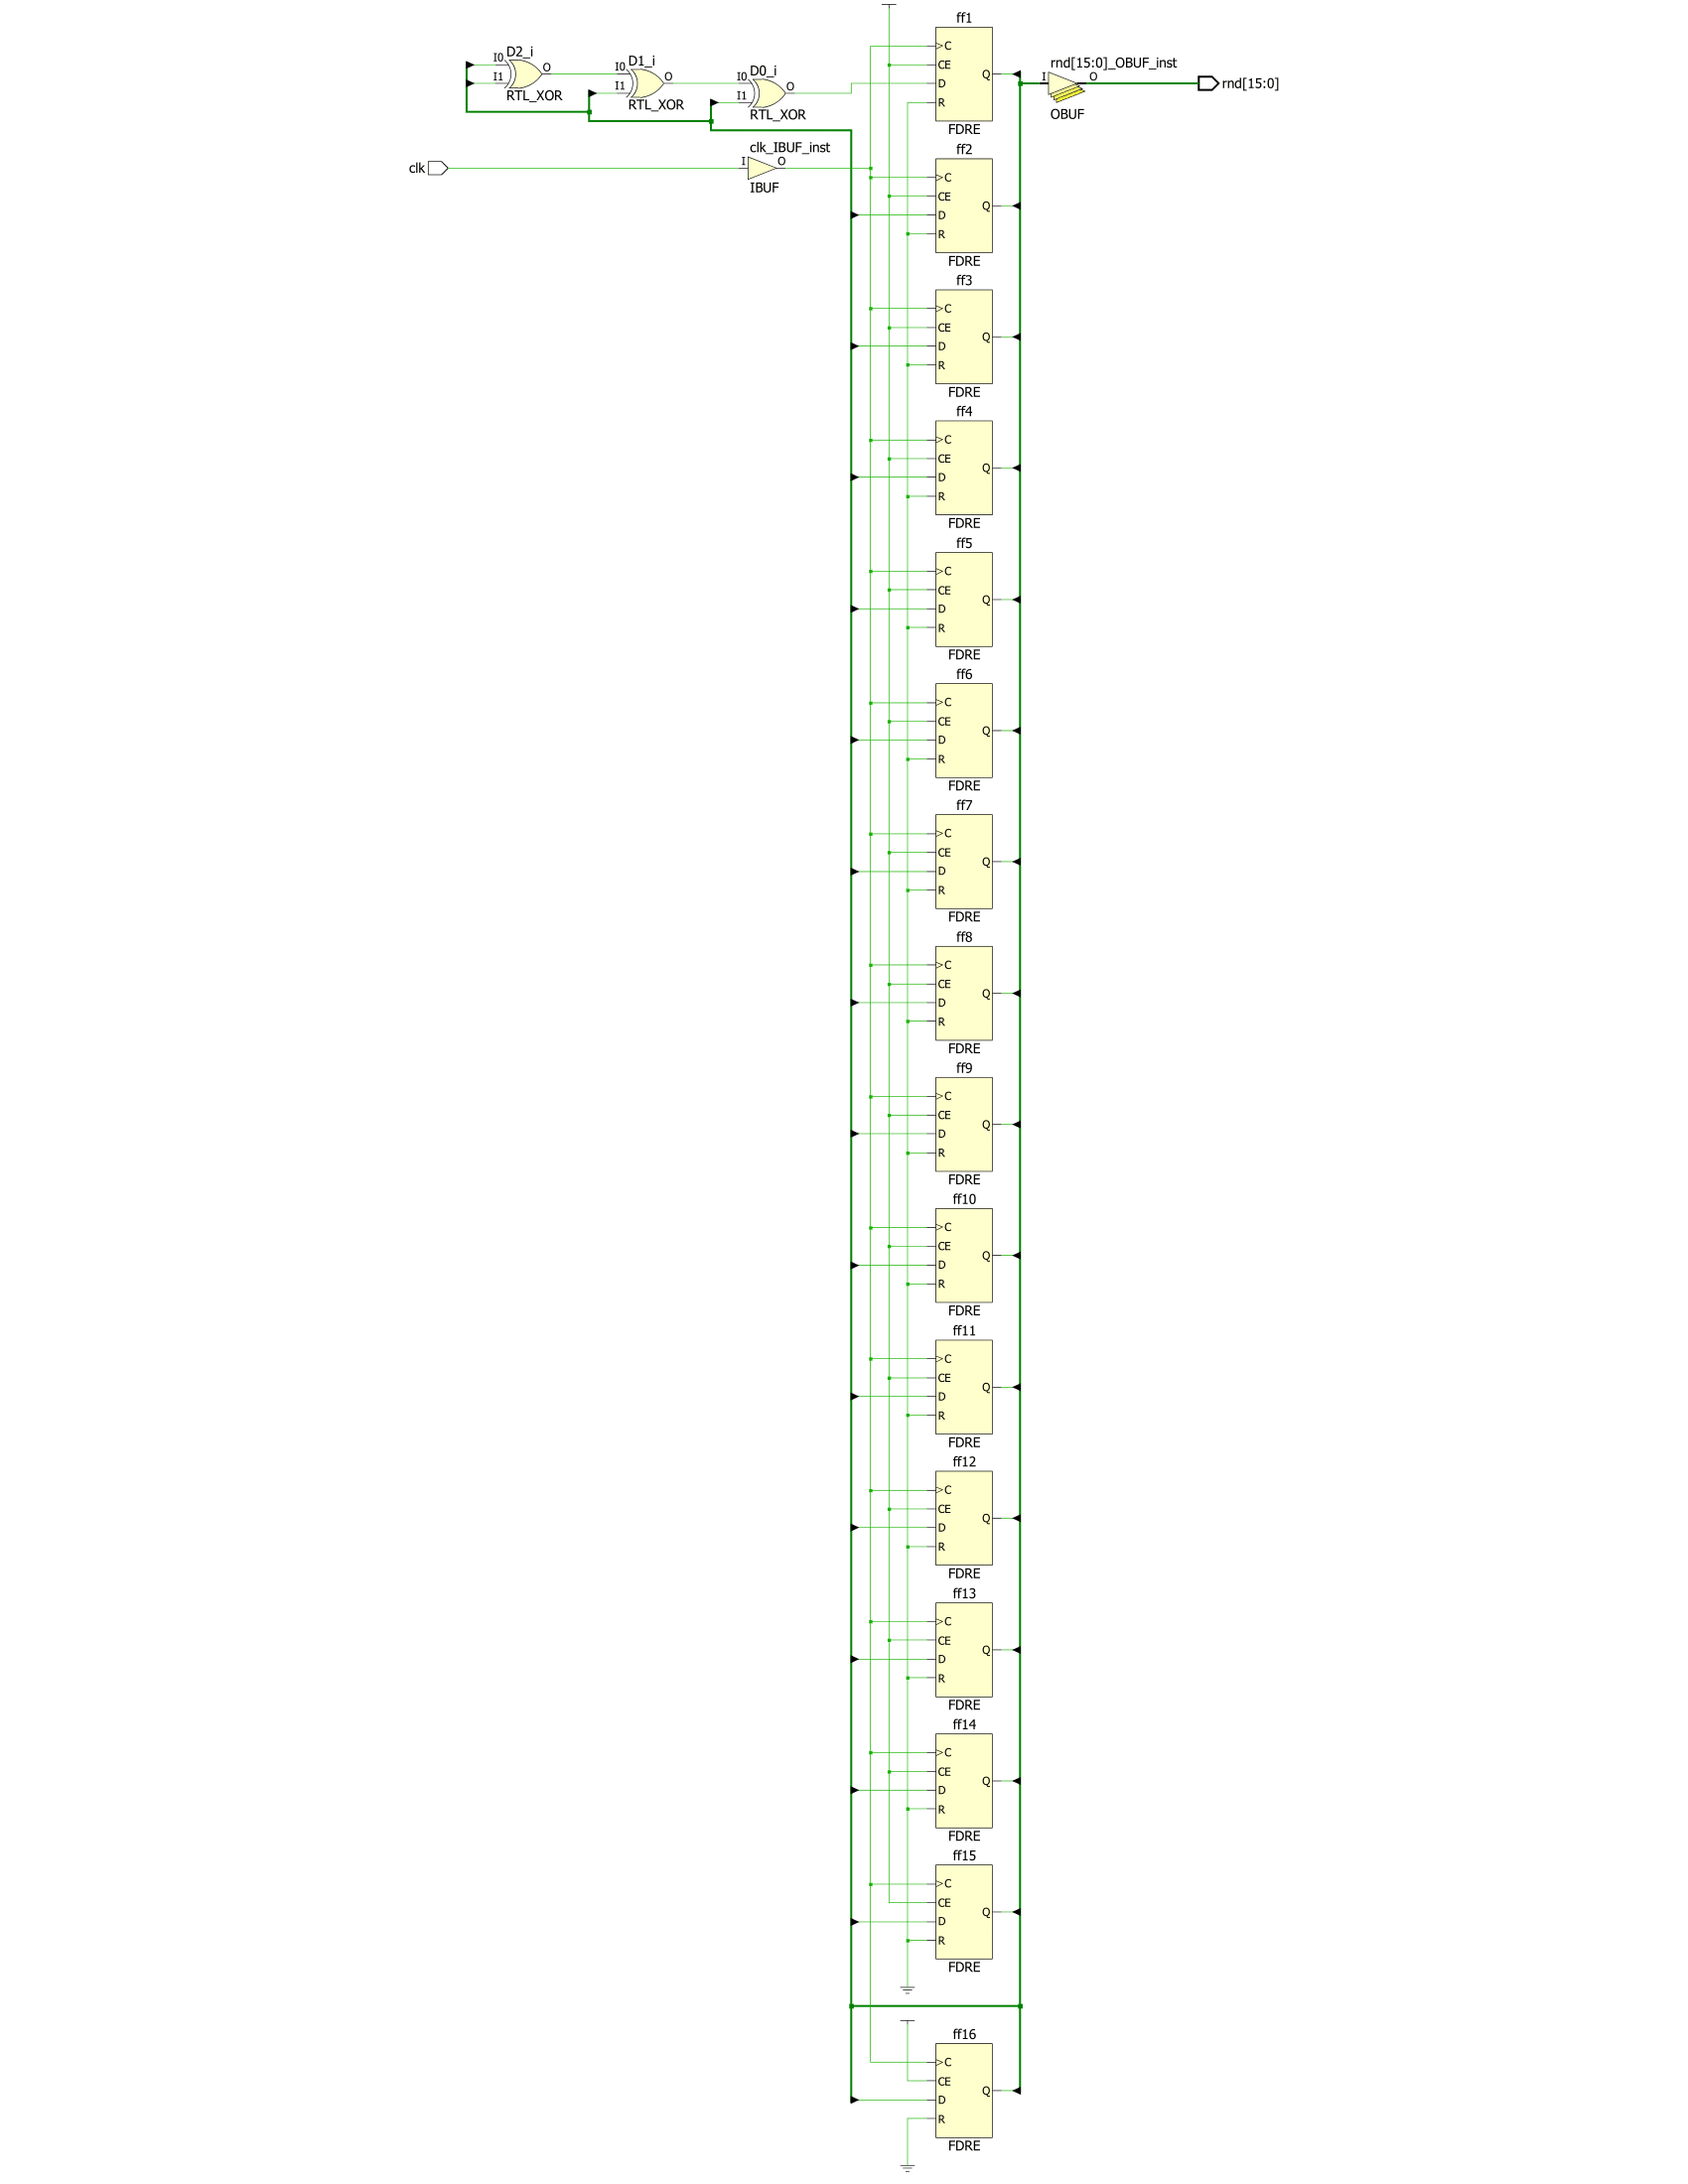 D2_i
I0
I1
O
RTL_XOR
D1_i
I0
I1
O
RTL_XOR
D0_i
I0
I1
O
RTL_XOR
clk
clk_IBUF_inst
I
O
IBUF
ff1
C
CE
D
R
Q
FDRE
rnd[15:0]_OBUF_inst
I
O
OBUF
rnd[15:0]
ff2
C
CE
D
R
Q
FDRE
ff3
C
CE
D
R
Q
FDRE
ff4
C
CE
D
R
Q
FDRE
ff5
C
CE
D
R
Q
FDRE
ff6
C
CE
D
R
Q
FDRE
ff7
C
CE
D
R
Q
FDRE
ff8
C
CE
D
R
Q
FDRE
ff9
C
CE
D
R
Q
FDRE
ff10
C
CE
D
R
Q
FDRE
ff11
C
CE
D
R
Q
FDRE
ff12
C
CE
D
R
Q
FDRE
ff13
C
CE
D
R
Q
FDRE
ff14
C
CE
D
R
Q
FDRE
ff15
C
CE
D
R
Q
FDRE
ff16
C
CE
D
R
Q
FDRE